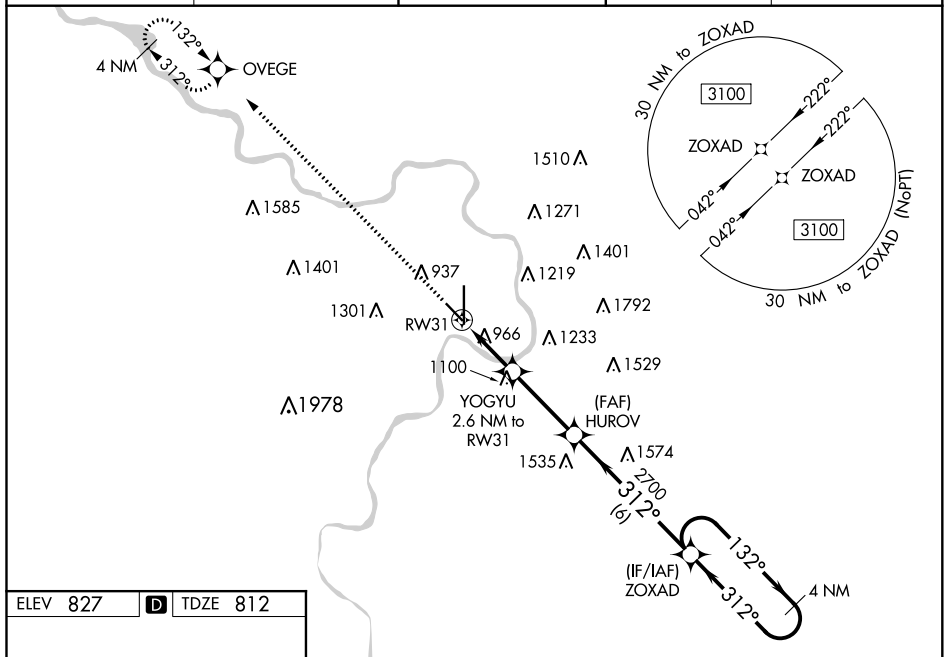 132°
4 NM
312°
OVEGE
30 NM to ZOXAD
3100
222°
ZOXAD
042°
222°
ZOXAD
042°
3100
30 NM to ZOXAD (NoPT)
1510
1585
1271
1401
1401
937
1219
1301
1792
RW31
966
1233
1100
1529
YOGYU
2.6 NM to
RW31
(FAF)
HUROV
1978
1535
1574
2700
312°
(6)
(IF/IAF)
ZOXAD
132°
312°
4 NM
ELEV 827 D TDZE 812